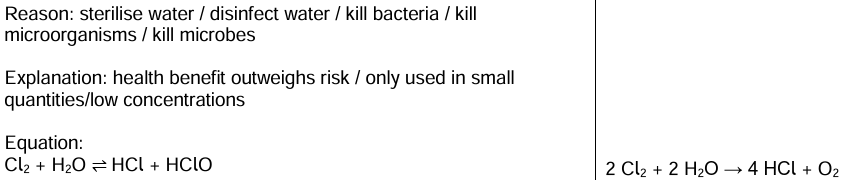 Reason: sterilise water / disinfect water / kill bacteria / kill
microorganisms / kill microbes
Explanation: health benefit outweighs risk / only used in small
quantities/low concentrations
Equation:
Cl₂ + H₂O ⇌ HCl + HClO
2 Cl₂ + 2 H₂O → 4 HCl + O₂